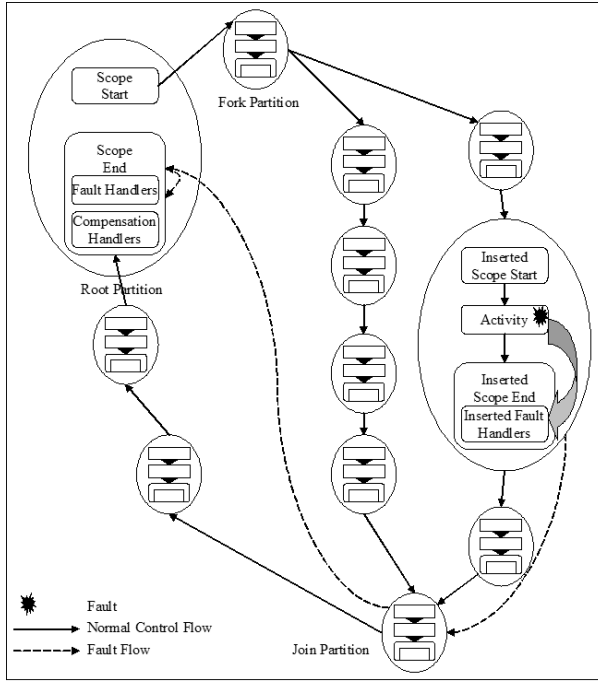 Scope
Start
Fork Partition
Scope
End
Fault Handlers
Compensation
Handlers
Root Partition
Inserted
Scope Start
Activity
Inserted
Scope End
Inserted Fault
Handlers
Fault
Normal Control Flow
Fault Flow
Join Partition